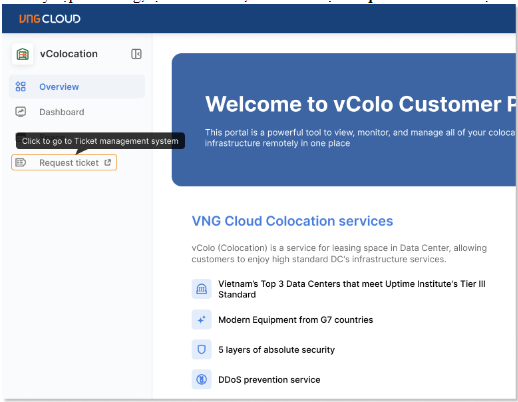 VNG CLOUD
vColocation
Overview
Dashboard
Click to go to Ticket management system
Request ticket
Welcome to vColo Customer P
This portal is a powerful tool to view, monitor, and manage all of your coloca
infrastructure remotely in one place
VNG Cloud Colocation services
vColo (Colocation) is a service for leasing space in Data Center, allowing
customers to enjoy high standard DC's infrastructure services.
Vietnam's Top 3 Data Centers that meet Uptime Institute's Tier III
Standard
Modern Equipment from G7 countries
5 layers of absolute security
DDoS prevention service